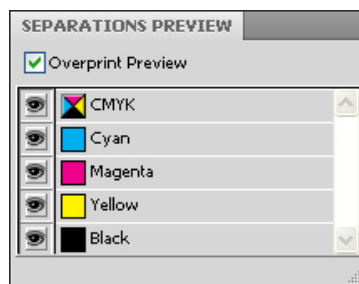 SEPARATIONS PREVIEW
Overprint Preview
CMYK
Cyan
Magenta
Yellow
Black